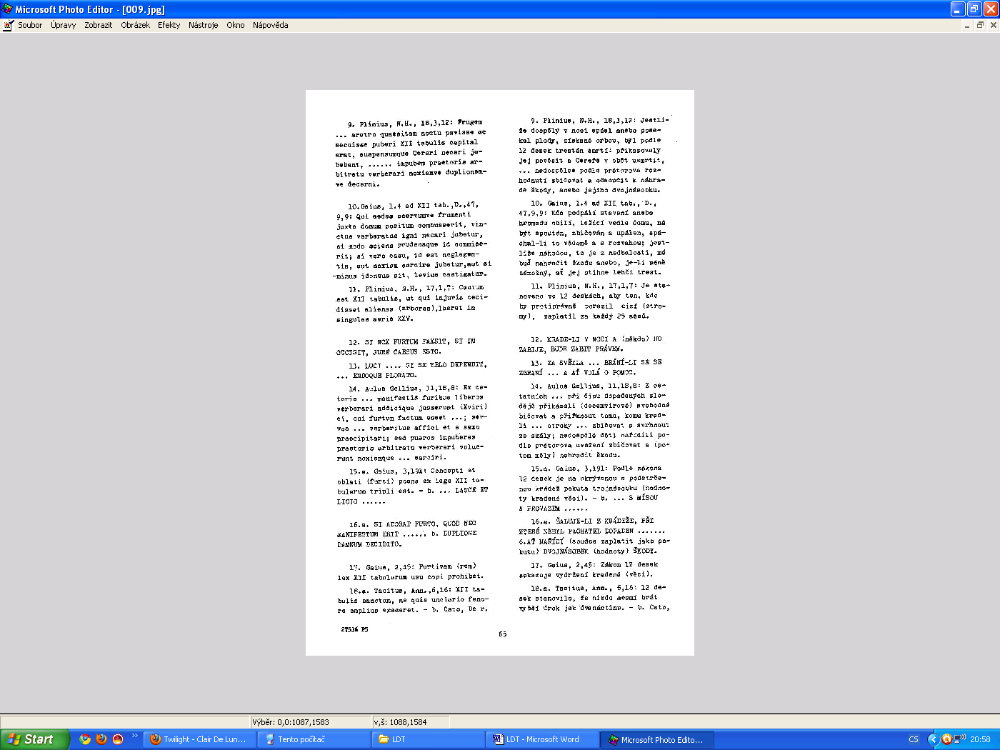 Microsoft Photo Editor - [009.jpg]
Soubor Úpravy Zobrazit Obrázek Efekty Nástroje Okno Nápověda
9. Plinius, N.H., 18,3,12: Frugem
... aratro quaesitam noctu pavisse ac
secuisse puberi XII tabulis capital
erat, suspensumque Cereri necari ju-
bebant, ...... impubem praetoris ar-
bitratu verberari noxiamve duplionem-
ve decerni.
10.Gaius, 1.4 ad XII tab.,D.,47,
9,9: Qui aedes acervumve frumenti
juxta domum positum combusserit, vin-
ctus verberatus igni necari jubetur,
si modo sciens prudensque id commise-
rit; si vero casu, id est neglegen-
tia, aut noxiam sarcire jubetur,aut si
minus idoneus sit, levius castigatur.
11. Plinius, N.H., 17,1,7: Cautum
est XII tabulis, ut qui injuria ceci-
disset alienas (arbores),lueret in
singulas aeris XXV.
12. SI NOX FURTUM FAXSIT, SI IM
OCCISIT, JURE CAESUS ESTO.
13. LUCI .... SI SE TELO DEFENDIT,
... ENDOQUE PLORATO.
14. Aulus Gellius, 11,18,8: Ex ce-
teris ... manifestis furibus liberos
verberari addicique jusserunt (Xviri)
ei, cui furtum factum esset ...; ser-
vos ... verberibus affici et e saxo
praecipitari; sed pueros inpuberes
praetoris arbitratu verberari volue-
runt noxiamque ... sarciri.
15.a. Gaius, 3,191: Concepti et
oblati (furti) poena ex lege XII ta-
bularum tripli est. - b. ... LANCE ET
LICIO ......
16.a. SI ADORAT FURTO, QUOD NEC
MANIFESTUM ERIT ...... b. DUPLIONE
DAMNUM DECIDITO.
17. Gaius, 2,45: Furtivam (rem)
lex XII tabularum usu capi prohibet.
18.a. Tacitus, Ann.,6,16: XII ta-
bulis sanctum, ne quis unciario feno-
re amplius exaceret. - b. Cato, De r.
27536 P5
9. Plinius, N.H., 18,3,12: Jestli-
že dospělý v noci spásl anebo pose-
kal plody, získané orbou, byl podle
12 desek trestán smrtí: přikazovaly
jej pověsit a Cereře v oběť usmrtit,
... nedospělce podle prétorova roz-
hodnutí zbičovat a odsoudit k náhra-
dě škody, anebo jejího dvojnásobku.
10. Gaius, 1.4 ad XII tab., D.,
47,9,9: Kdo podpálí stavení anebo
hromadu obilí, ležící vedle domu, má
být spoután, zbičován a upálen, spá-
chal-li to vědomě a s rozvahou; jest-
liže náhodou, to je z nedbalosti, má
buď nahradit škodu anebo, je-li méně
zámožný, ať jej stihne lehčí trest.
11. Plinius, N.H., 17,1,7: Je sta-
noveno ve 12 deskách, aby ten, kdo
by protiprávně porazil cizí (stro-
my), zaplatil za každý 25 assů.
12. KRADE-LI V NOCI A (někdo) HO
ZABIJE, BUDE ZABIT PRÁVEM.
13. ZA SVĚTLA ... BRÁNÍ-LI SE SE
ZBRANÍ ... A AŤ VOLÁ O POMOC.
14. Aulus Gellius, 11,18,8: Z os-
tatních ... při činu dopadených zlo-
dějů přikázali (decemvirové) svobodné
bičovat a přiřknout tomu, komu krad-
li ... otroky ... zbičovat a svrhnout
ze skály; nedospělé děti nařídili po-
dle prétorova uvážení zbičovat a (po-
tom měly) nahradit škodu.
15.a. Gaius, 3,191: Podle zákona
12 desek je na ukrývanou a podstrče-
nou krádež pokuta trojnásobku (hodno-
ty kradené věci). - b. ... S MÍSOU
A PROVAZEM ......
16.a. ŽALUJE-LI Z KRÁDEŽE, PŘI
KTERÉ NEBYL PACHATEL DOPADEN .......
6.AŤ NAŘÍDÍ (soudce zaplatit jako po-
kutu) DVOJNÁSOBEK (hodnoty) ŠKODY.
17. Gaius, 2,45: Zákon 12 desek
zakazuje vydržení kradené (věci).
18.a. Tacitus, Ann., 6,16: 12 de-
sek stanovilo, že nikdo nesmí brát
vyšší úrok jak dvanáctinu. - b. Cato,
65
Výběr: 0,0:1087,1583
v,š: 1088,1584
Start
Twilight - Clair De Lun...
Tento počítač
LDT
LDT - Microsoft Word
Microsoft Photo Edito...
CS
20:58